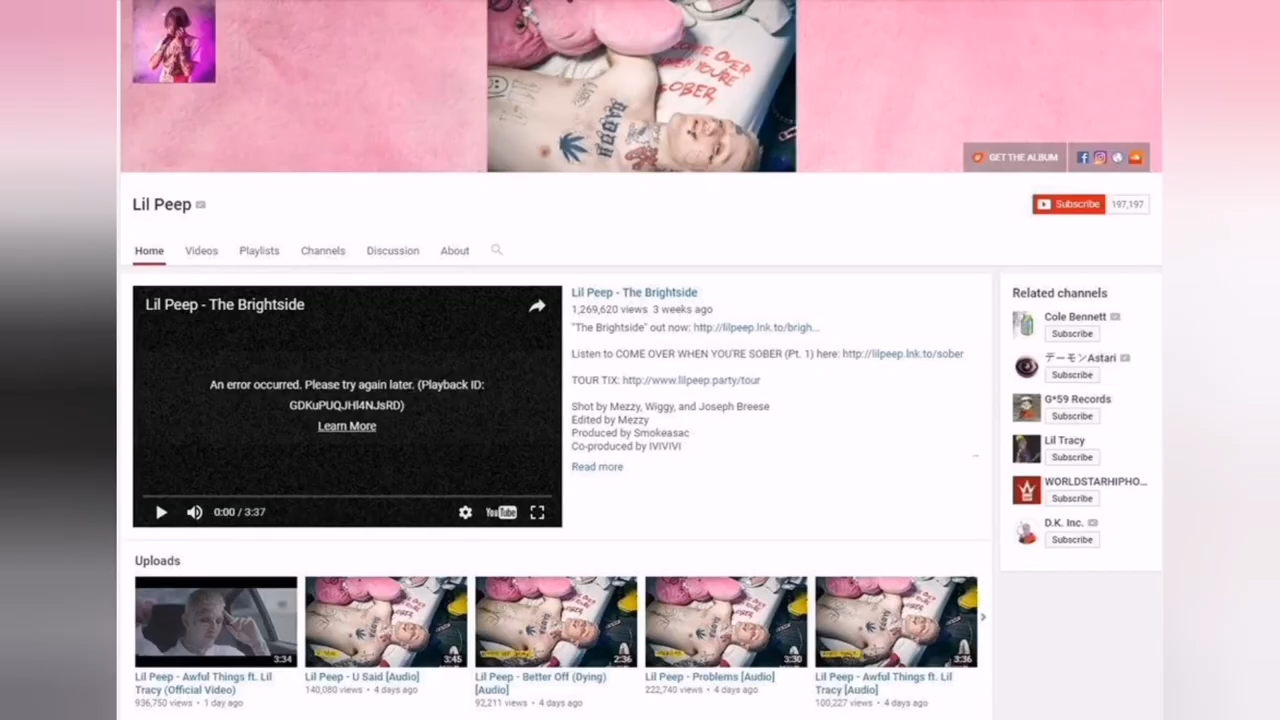 COME OVER
WHEN YOU'RE
SOBER
GET THE ALBUM
Lil Peep
Subscribe 197,197
Home Videos Playlists Channels Discussion About
Lil Peep - The Brightside
An error occurred. Please try again later. (Playback ID:
GDKuPUQJHl4NJsRD)
Learn More
0:00 / 3:37
YouTube
Lil Peep - The Brightside
1,269,620 views 3 weeks ago
"The Brightside" out now: http://lilpeep.lnk.to/brigh...
Listen to COME OVER WHEN YOU'RE SOBER (Pt. 1) here: http://lilpeep.lnk.to/sober
TOUR TIX: http://www.lilpeep.party/tour
Shot by Mezzy, Wiggy, and Joseph Breese
Edited by Mezzy
Produced by Smokeasac
Co-produced by IVIVIVI
Read more
Related channels
Cole Bennett
Subscribe
デーモンAstari
Subscribe
G*59 Records
Subscribe
Lil Tracy
Subscribe
WORLDSTARHIPHO...
Subscribe
D.K. Inc.
Subscribe
Uploads
3:34
Lil Peep - Awful Things ft. Lil
Tracy (Official Video)
936,750 views • 1 day ago
3:45
Lil Peep - U Said [Audio]
140,080 views • 4 days ago
2:36
Lil Peep - Better Off (Dying)
[Audio]
92,211 views • 4 days ago
3:30
Lil Peep - Problems [Audio]
222,740 views • 4 days ago
3:36
Lil Peep - Awful Things ft. Lil
Tracy [Audio]
100,227 views • 4 days ago